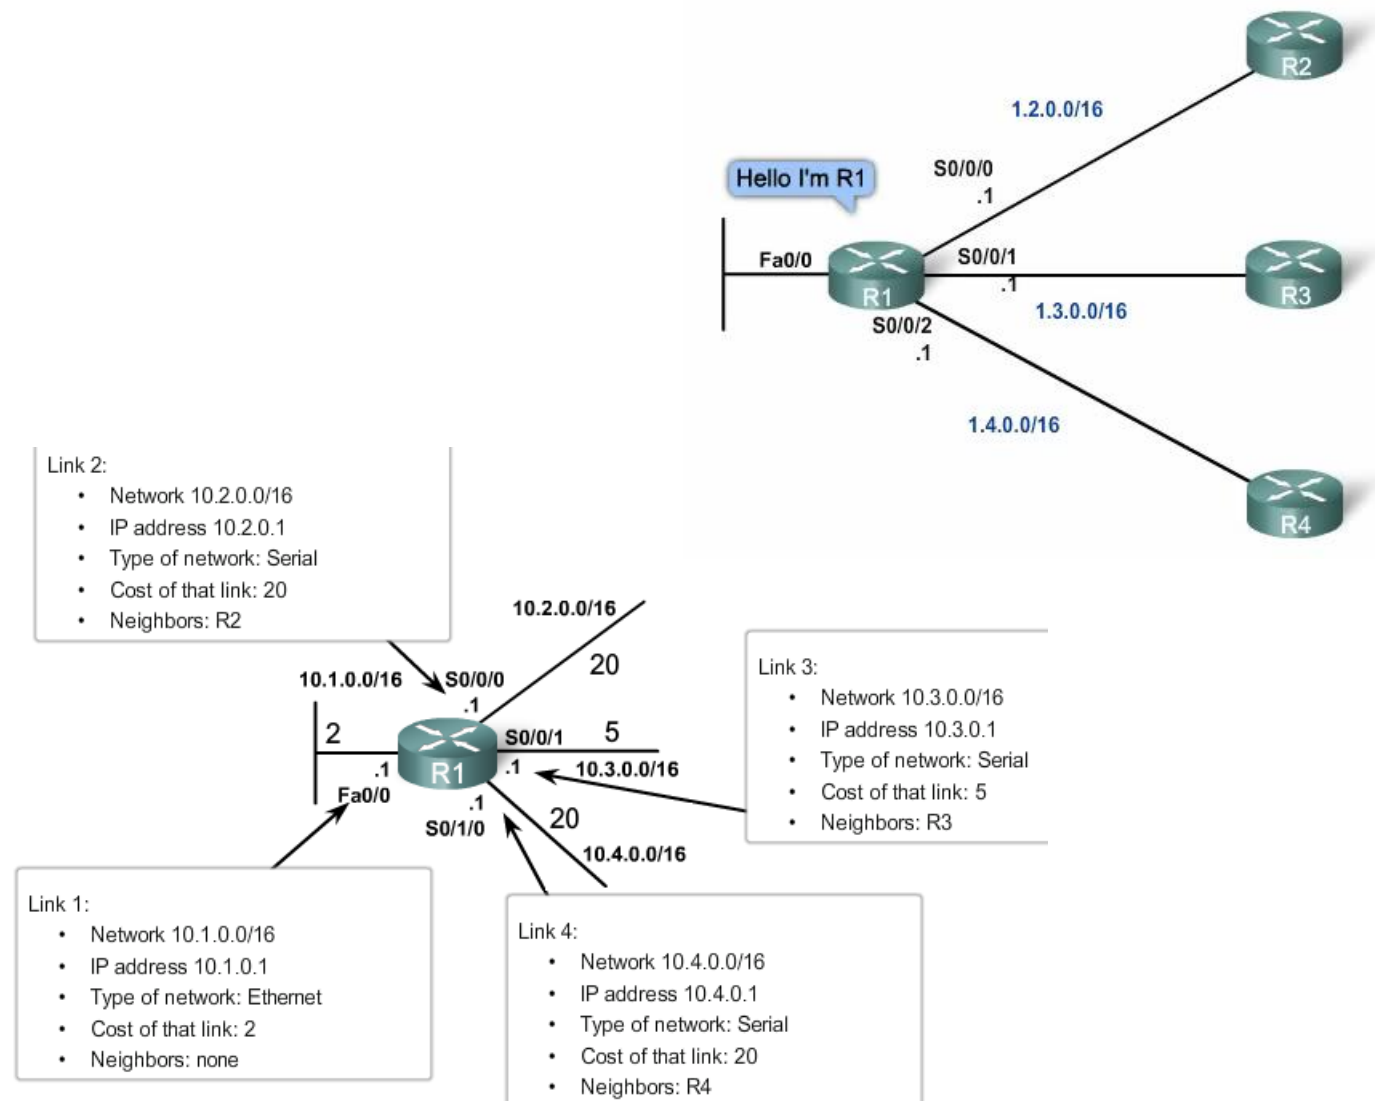 R2
1.2.0.0/16
S0/0/0
.1
Hello I'm R1
Fa0/0
R1
S0/0/1
.1
R3
1.3.0.0/16
S0/0/2
.1
1.4.0.0/16
R4
Link 2:
• Network 10.2.0.0/16
• IP address 10.2.0.1
• Type of network: Serial
• Cost of that link: 20
• Neighbors: R2
10.2.0.0/16
20
10.1.0.0/16
S0/0/0
.1
2
R1
S0/0/1
5
.1
10.3.0.0/16
.1
Fa0/0
.1
S0/1/0
20
10.4.0.0/16
Link 3:
• Network 10.3.0.0/16
• IP address 10.3.0.1
• Type of network: Serial
• Cost of that link: 5
• Neighbors: R3
Link 1:
• Network 10.1.0.0/16
• IP address 10.1.0.1
• Type of network: Ethernet
• Cost of that link: 2
• Neighbors: none
Link 4:
• Network 10.4.0.0/16
• IP address 10.4.0.1
• Type of network: Serial
• Cost of that link: 20
• Neighbors: R4